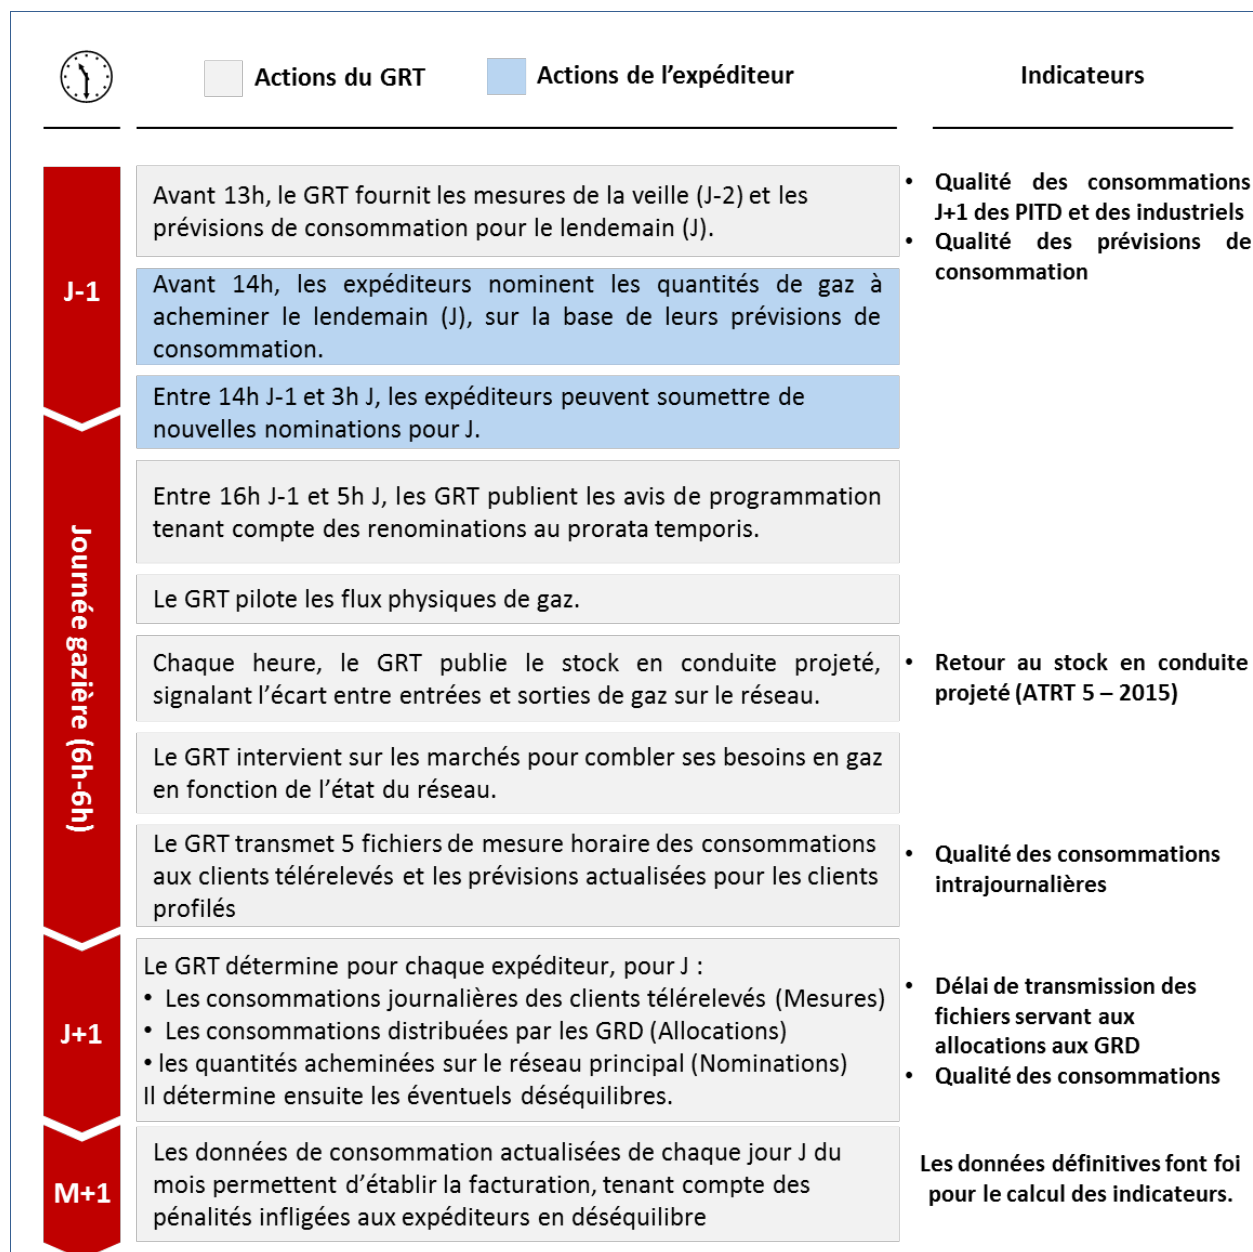 Actions du GRT
Actions de l’expéditeur
Indicateurs
J-1
Avant 13h, le GRT fournit les mesures de la veille (J-2) et les
prévisions de consommation pour le lendemain (J).
• Qualité des consommations
J+1 des PITD et des industriels
• Qualité des prévisions de
consommation
Avant 14h, les expéditeurs nominent les quantités de gaz à
acheminer le lendemain (J), sur la base de leurs prévisions de
consommation.
Entre 14h J-1 et 3h J, les expéditeurs peuvent soumettre de
nouvelles nominations pour J.
Journée gazière (6h-6h)
Entre 16h J-1 et 5h J, les GRT publient les avis de programmation
tenant compte des renominations au prorata temporis.
Le GRT pilote les flux physiques de gaz.
Chaque heure, le GRT publie le stock en conduite projeté,
signalant l’écart entre entrées et sorties de gaz sur le réseau.
• Retour au stock en conduite
projeté (ATRT 5 – 2015)
Le GRT intervient sur les marchés pour combler ses besoins en gaz
en fonction de l’état du réseau.
Le GRT transmet 5 fichiers de mesure horaire des consommations
aux clients télérelevés et les prévisions actualisées pour les clients
profilés
• Qualité des consommations
intrajournalières
J+1
Le GRT détermine pour chaque expéditeur, pour J :
• Les consommations journalières des clients télérelevés (Mesures)
• Les consommations distribuées par les GRD (Allocations)
• les quantités acheminées sur le réseau principal (Nominations)
Il détermine ensuite les éventuels déséquilibres.
• Délai de transmission des
fichiers servant aux
allocations aux GRD
• Qualité des consommations
M+1
Les données de consommation actualisées de chaque jour J du
mois permettent d’établir la facturation, tenant compte des
pénalités infligées aux expéditeurs en déséquilibre
Les données définitives font foi
pour le calcul des indicateurs.